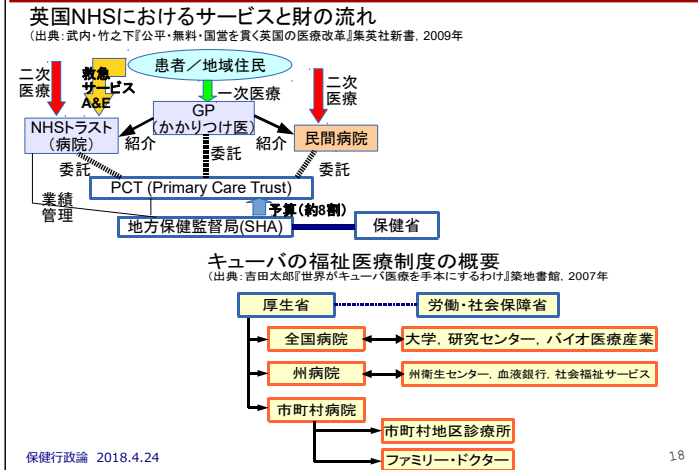 英国NHSにおけるサービスと財の流れ
(出典:武内・竹之下『公平・無料・国営を貫く英国の医療改革』集英社新書, 2009年
二次
医療
救急
サービス
A&E
患者／地域住民
一次医療
二次
医療
NHSトラスト
(病院)
紹介
GP
(かかりつけ医)
紹介
民間病院
委託
委託
委託
PCT (Primary Care Trust)
業績
管理
予算(約8割)
地方保健監督局(SHA)
保健省
キューバの福祉医療制度の概要
(出典:吉田太郎『世界がキューバ医療を手本にするわけ』築地書館, 2007年
厚生省
労働・社会保障省
全国病院
大学, 研究センター, バイオ医療産業
州病院
州衛生センター, 血液銀行, 社会福祉サービス
市町村病院
市町村地区診療所
ファミリー・ドクター
保健行政論 2018.4.24
18